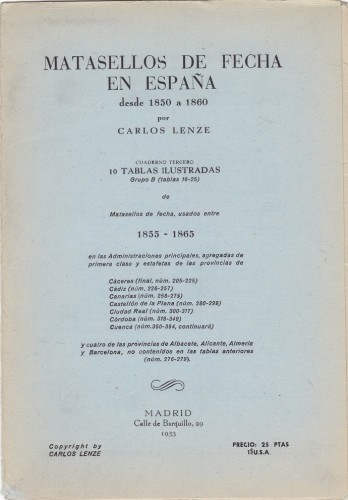 MATASELLOS DE FECHA
EN ESPAÑA
desde 1850 a 1860
por
CARLOS LENZE
CUADERNO TERCERO
10 TABLAS ILUSTRADAS
Grupo B (tablas 16-25)
de
Matasellos de fecha, usados entre
1855 - 1865
en las Administraciones principales, agregadas de
primera clase y estafetas de las provincias de
Cáceres (final, núm. 205-225)
Cádiz (núm. 226-257)
Canarias (núm. 258-275)
Castellón de la Plana (núm. 280-298)
Ciudad Real (núm. 300-317)
Córdoba (núm. 318-349)
Cuenca (núm. 350-354, continuará)
y cuatro de las provincias de Albacete, Alicante, Almería
y Barcelona, no contenidos en las tablas anteriores
(núm. 276-279).
MADRID
Calle de Barquillo, 29
1953
Copyright by
CARLOS LENZE
PRECIO: 25 PTAS
1$ U.S.A.